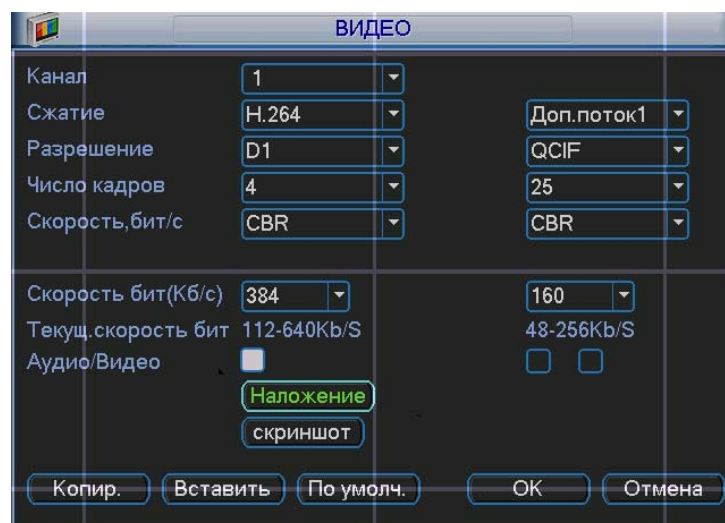 ВИДЕО
Канал 1
Сжатие H.264 Доп.поток1
Разрешение D1 QCIF
Число кадров 4 25
Скорость,бит/с CBR CBR
Скорость бит(Кб/с) 384 160
Текущ.скорость бит 112-640Kb/S 48-256Kb/S
Аудио/Видео
Наложение
скриншот
Копир. Вставить По умолч. OK Отмена